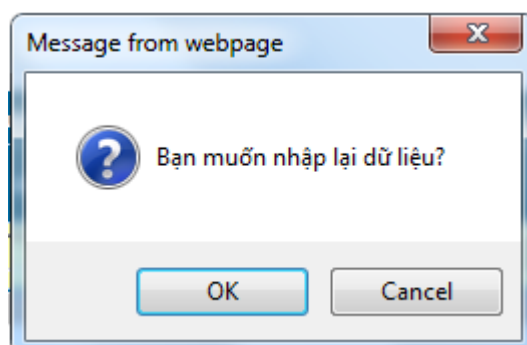 Message from webpage
Bạn muốn nhập lại dữ liệu?
OK
Cancel